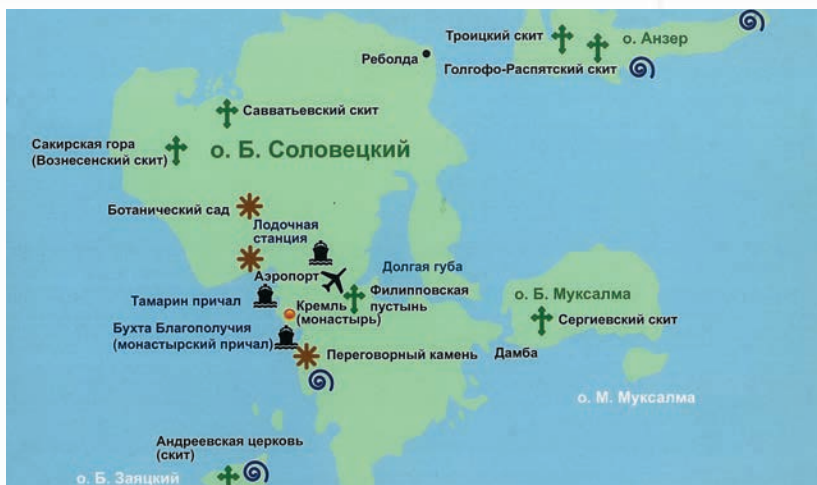 Троицкий скит
о. Анзер
Реболда
Голгофо-Распятский скит
Савватьевский скит
Сакирская гора
(Вознесенский скит)
о. Б. Соловецкий
Ботанический сад
Лодочная
станция
Аэропорт
Долгая губа
Филипповская
пустынь
Тамарин причал
Кремль
(монастырь)
о. Б. Муксалма
Сергиевский скит
Бухта Благополучия
(монастырский причал)
Переговорный камень
Дамба
о. М. Муксалма
Андреевская церковь
(скит)
о. Б. Заяцкий